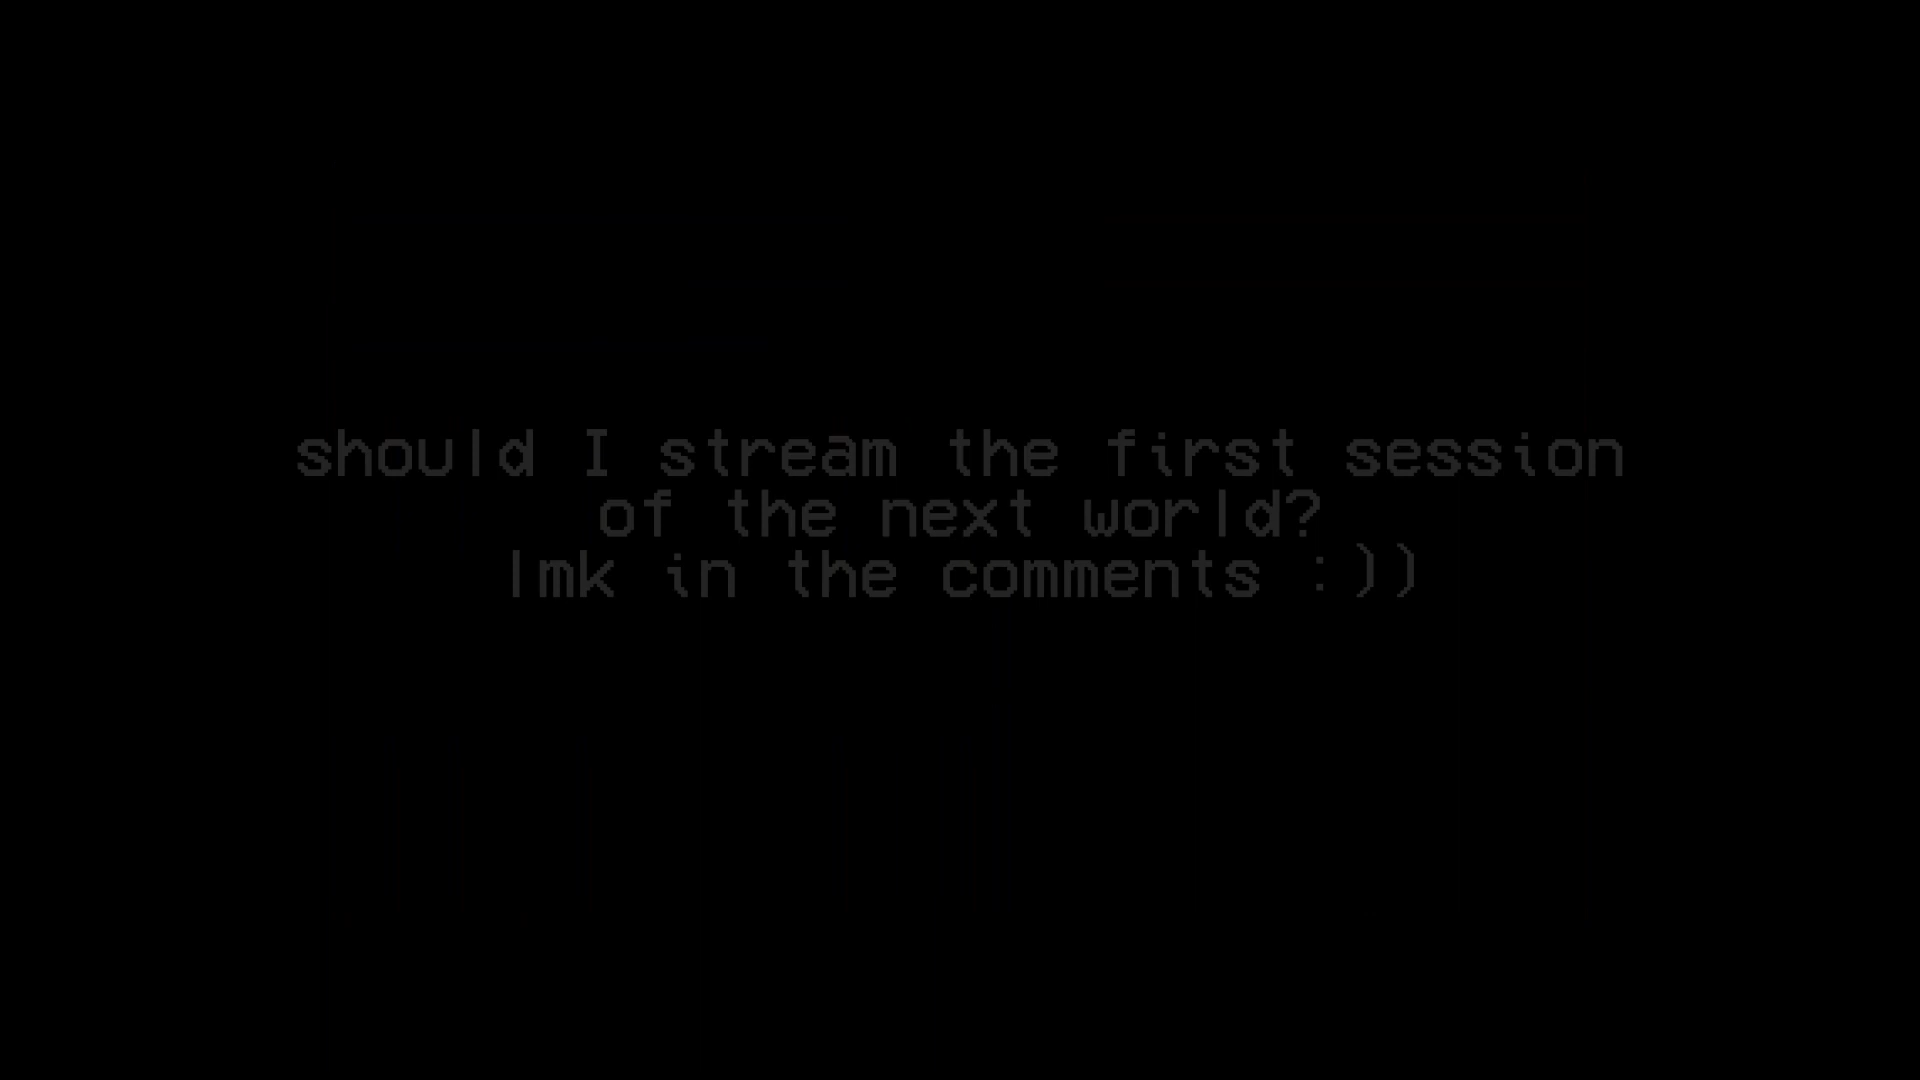 should I stream the first session
of the next world?
lmk in the comments :))